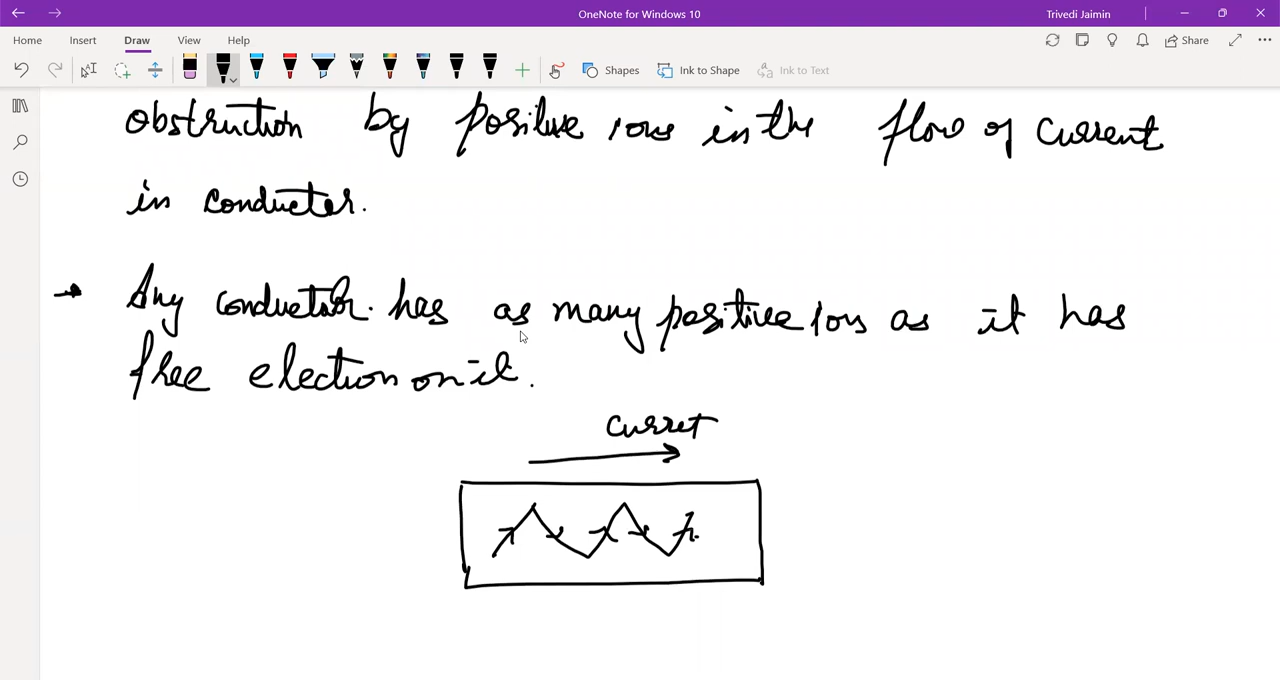 OneNote for Windows 10
Trivedi Jaimin
Home Insert Draw View Help
Share
Shapes Ink to Shape Ink to Text
obstruction by positive ions in the flow of current
in conductor.
Any conductor has as many positive ions as it has
free electron on it.
Curret